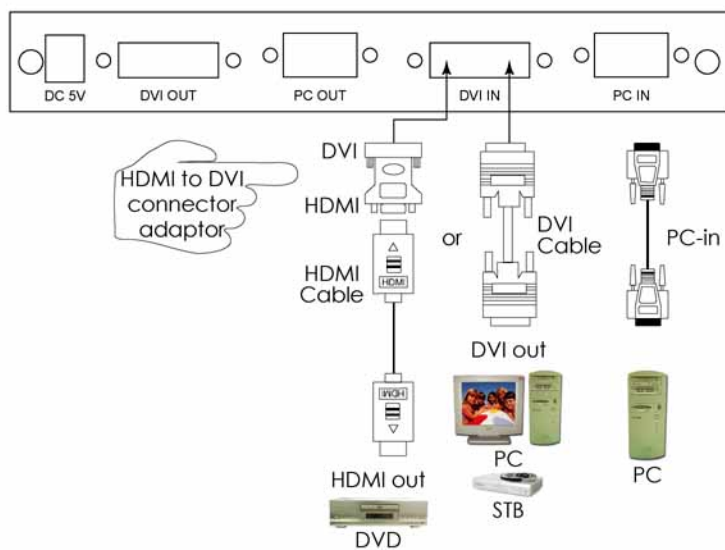 DC 5V
DVI OUT
PC OUT
DVI IN
PC IN
HDMI to DVI
connector
adaptor
DVI
HDMI
HDMI
Cable
HDMI
HDMI
HDMI out
DVD
or
DVI
Cable
DVI out
PC
STB
PC-in
PC